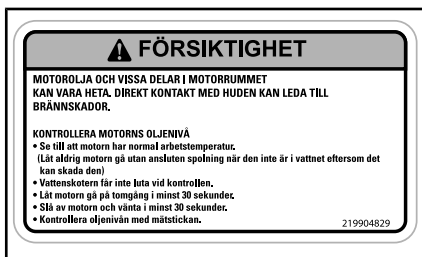 FÖRSIKTIGHET
MOTOROLJA OCH VISSA DELAR I MOTORRUMMET
KAN VARA HETA. DIREKT KONTAKT MED HUDEN KAN LEDA TILL
BRÄNNSKADOR.
KONTROLLERA MOTORNS OLJENIVÅ
• Se till att motorn har normal arbetstemperatur.
(Låt aldrig motorn gå utan ansluten spolning när den inte är i vattnet eftersom det
kan skada den)
• Vattenskotern får inte luta vid kontrollen.
• Låt motorn gå på tomgång i minst 30 sekunder.
• Slå av motorn och vänta i minst 30 sekunder.
• Kontrollera oljenivån med mätstickan.
219904829